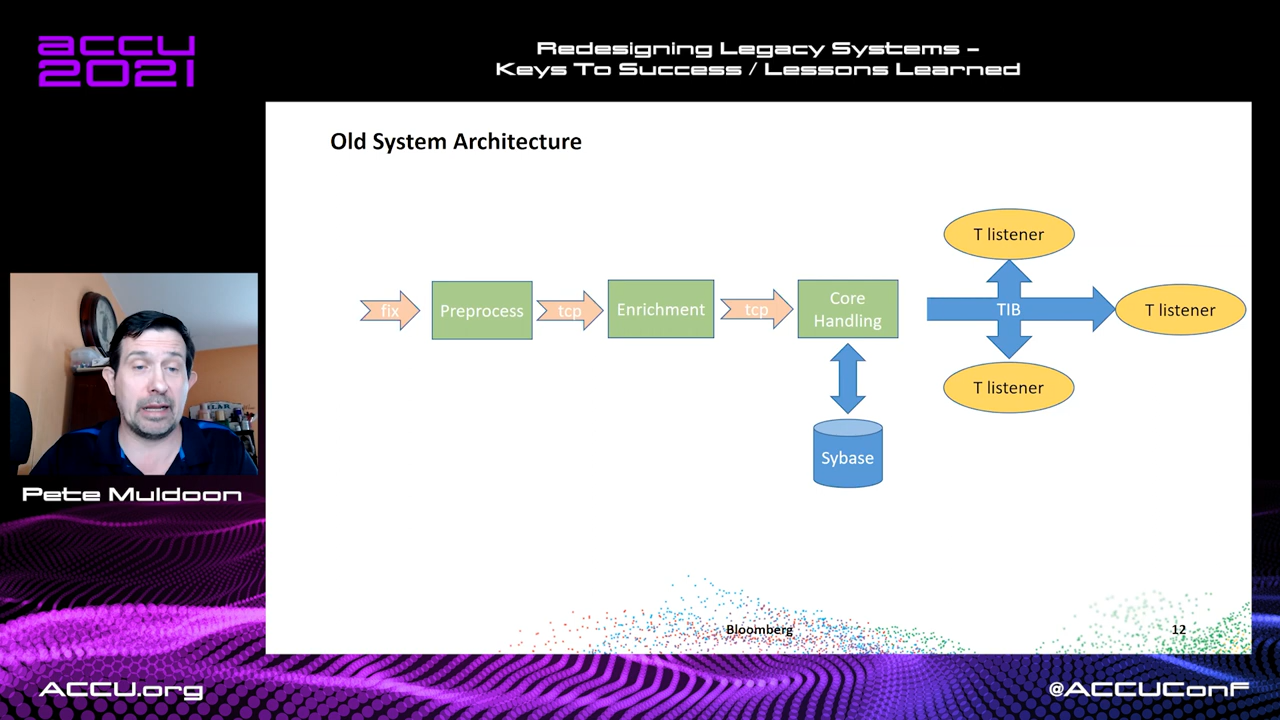 accu
2021
Redesigning Legacy Systems –
Keys To Success / Lessons Learned
Old System Architecture
fix
Preprocess
tcp
Enrichment
tcp
Core
Handling
Sybase
T listener
TIB
T listener
T listener
Pete Muldoon
Bloomberg
12
ACCU.org
@ACCUConf